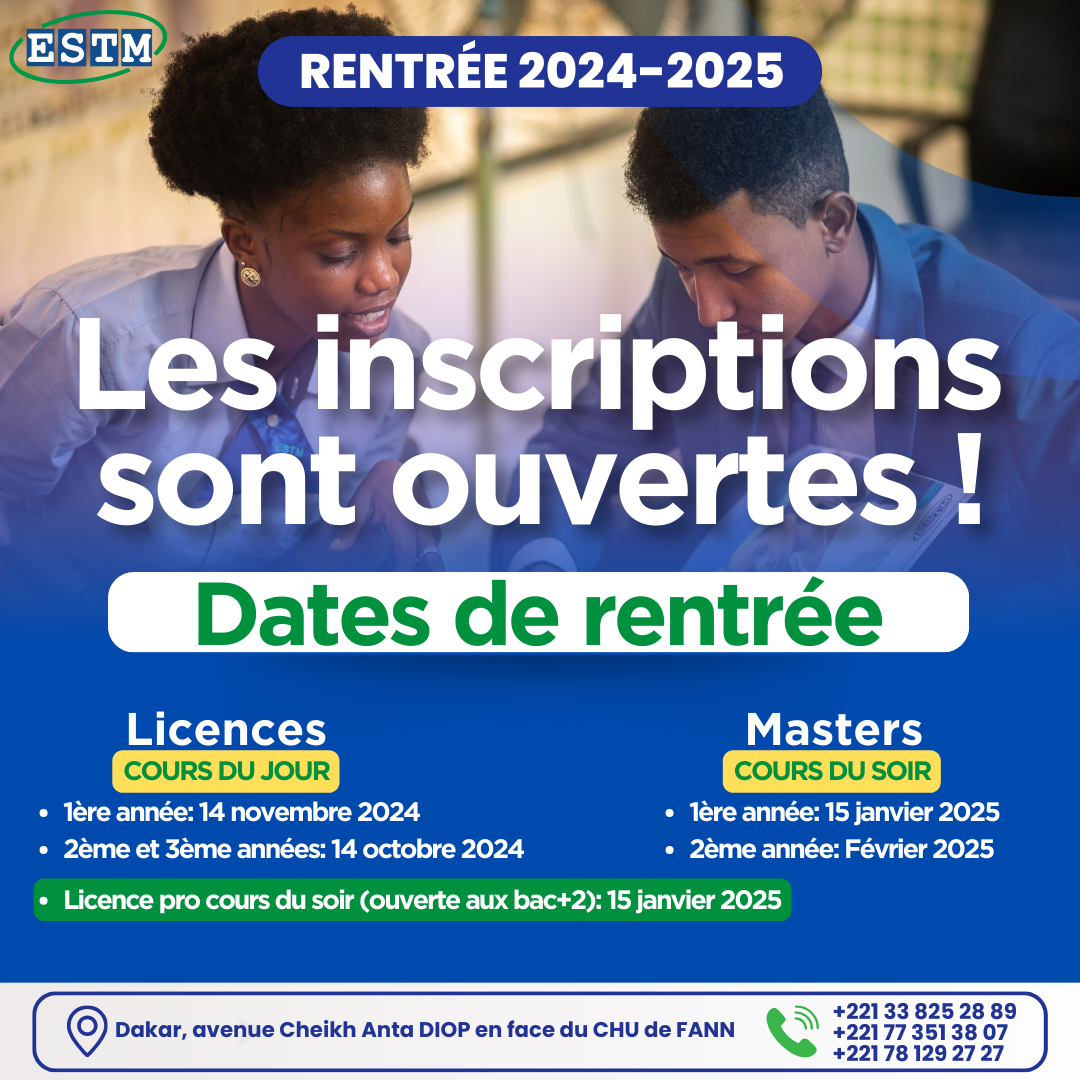 ESTM
RENTRÉE 2024-2025
Les inscriptions
sont ouvertes !
Dates de rentrée
Licences
COURS DU JOUR
• 1ère année: 14 novembre 2024
• 2ème et 3ème années: 14 octobre 2024
• Licence pro cours du soir (ouverte aux bac+2): 15 janvier 2025
Masters
COURS DU SOIR
• 1ère année: 15 janvier 2025
• 2ème année: Février 2025
Dakar, avenue Cheikh Anta DIOP en face du CHU de FANN
+221 33 825 28 89
+221 77 351 38 07
+221 78 129 27 27